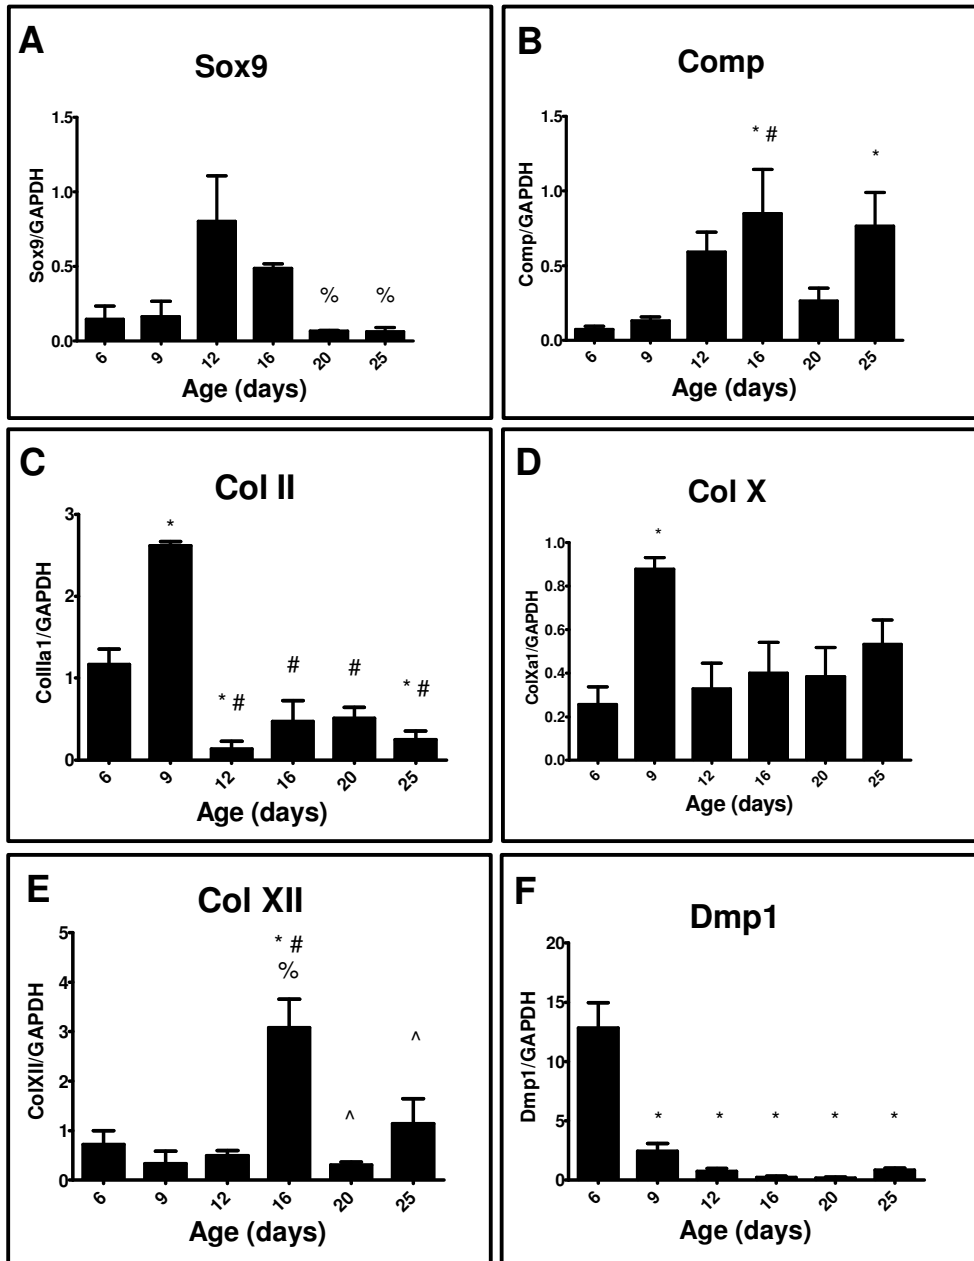 A
Sox9
Sox9/GAPDH
1.5
1.0
0.5
0.0
% %
6 9 12 16 20 25
Age (days)
B
Comp
Comp/GAPDH
1.5
1.0
0.5
0.0
* #
*
6 9 12 16 20 25
Age (days)
C
Col II
ColIIa1/GAPDH
3
2
1
0
*
* #
#
#
* #
6 9 12 16 20 25
Age (days)
D
Col X
ColXa1/GAPDH
1.0
0.8
0.6
0.4
0.2
0.0
*
6 9 12 16 20 25
Age (days)
E
Col XII
ColXII/GAPDH
5
4
3
2
1
0
* #
%
^
^
6 9 12 16 20 25
Age (days)
F
Dmp1
Dmp1/GAPDH
20
15
10
5
0
* * * * *
6 9 12 16 20 25
Age (days)